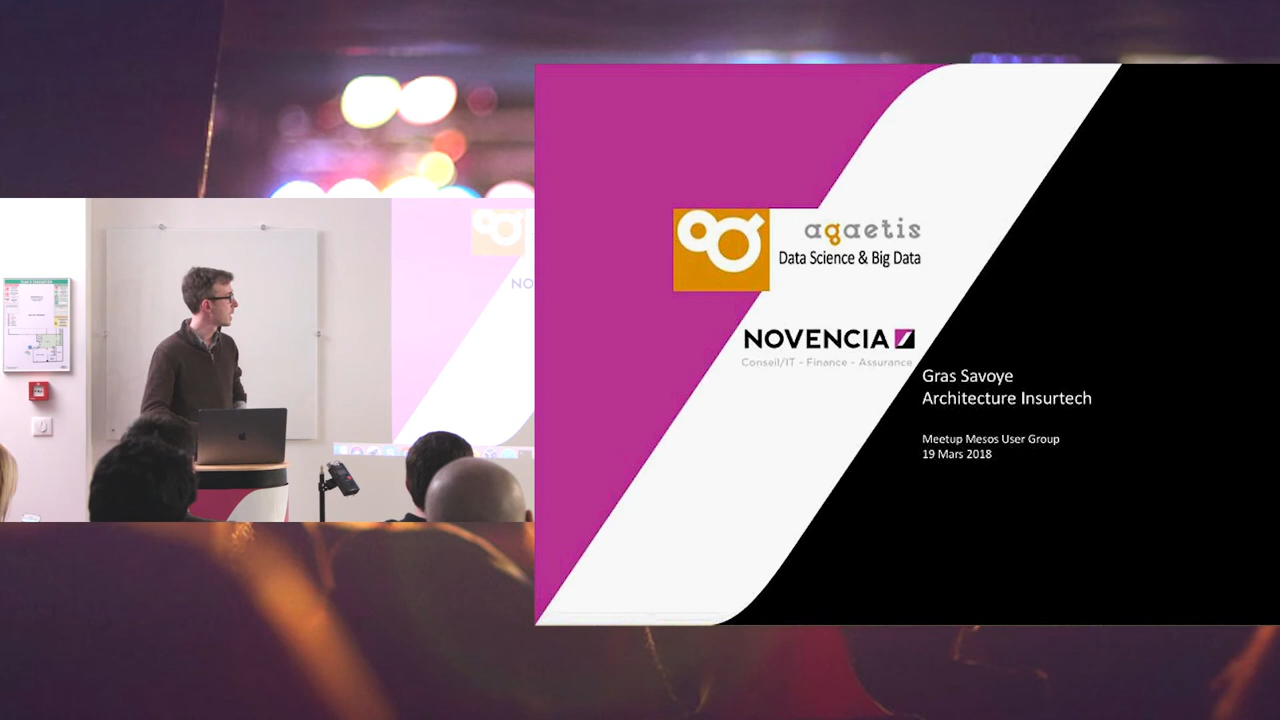 agaetis
Data Science & Big Data
NOVENCIA
Conseil/IT - Finance - Assurance
Gras Savoye
Architecture Insurtech
Meetup Mesos User Group
19 Mars 2018
NO